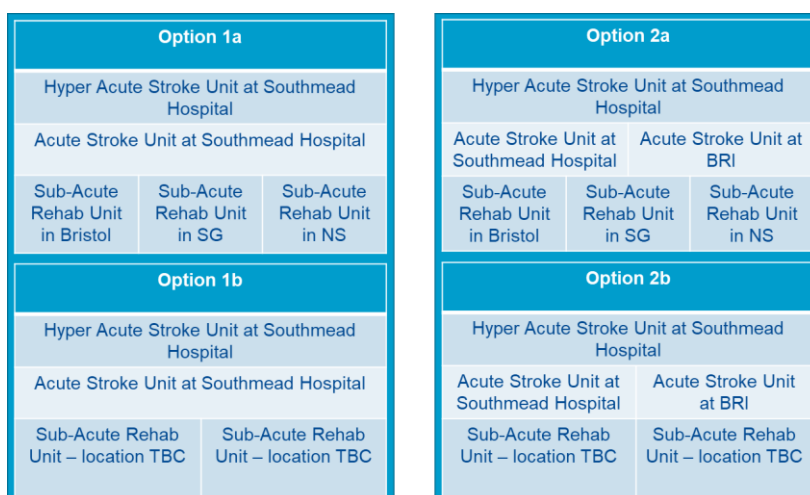 Option 1a
Hyper Acute Stroke Unit at Southmead
Hospital
Acute Stroke Unit at Southmead Hospital
Sub-Acute
Rehab Unit
in Bristol
Sub-Acute
Rehab Unit
in SG
Sub-Acute
Rehab Unit
in NS
Option 1b
Hyper Acute Stroke Unit at Southmead
Hospital
Acute Stroke Unit at Southmead Hospital
Sub-Acute Rehab
Unit – location TBC
Sub-Acute Rehab
Unit – location TBC
Option 2a
Hyper Acute Stroke Unit at Southmead
Hospital
Acute Stroke Unit at
Southmead Hospital
Acute Stroke Unit at
BRI
Sub-Acute
Rehab Unit
in Bristol
Sub-Acute
Rehab Unit
in SG
Sub-Acute
Rehab Unit
in NS
Option 2b
Hyper Acute Stroke Unit at Southmead
Hospital
Acute Stroke Unit at
Southmead Hospital
Acute Stroke Unit
at BRI
Sub-Acute Rehab
Unit – location TBC
Sub-Acute Rehab
Unit – location TBC